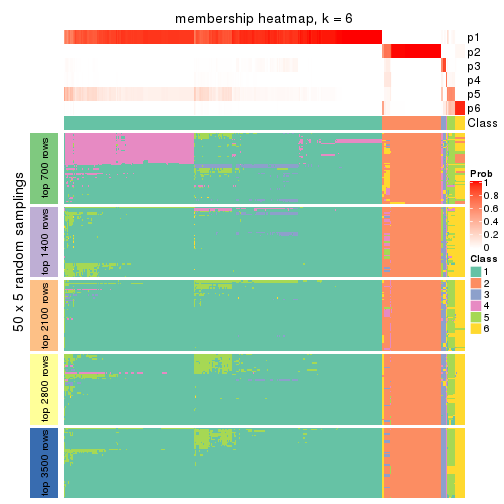 membership heatmap, k = 6
p1
p2
p3
p4
p5
p6
Class
50 x 5 random samplings
top 700 rows
top 1400 rows
top 2100 rows
top 2800 rows
top 3500 rows
Prob
1
0.8
0.6
0.4
0.2
0
Class
1
2
3
4
5
6